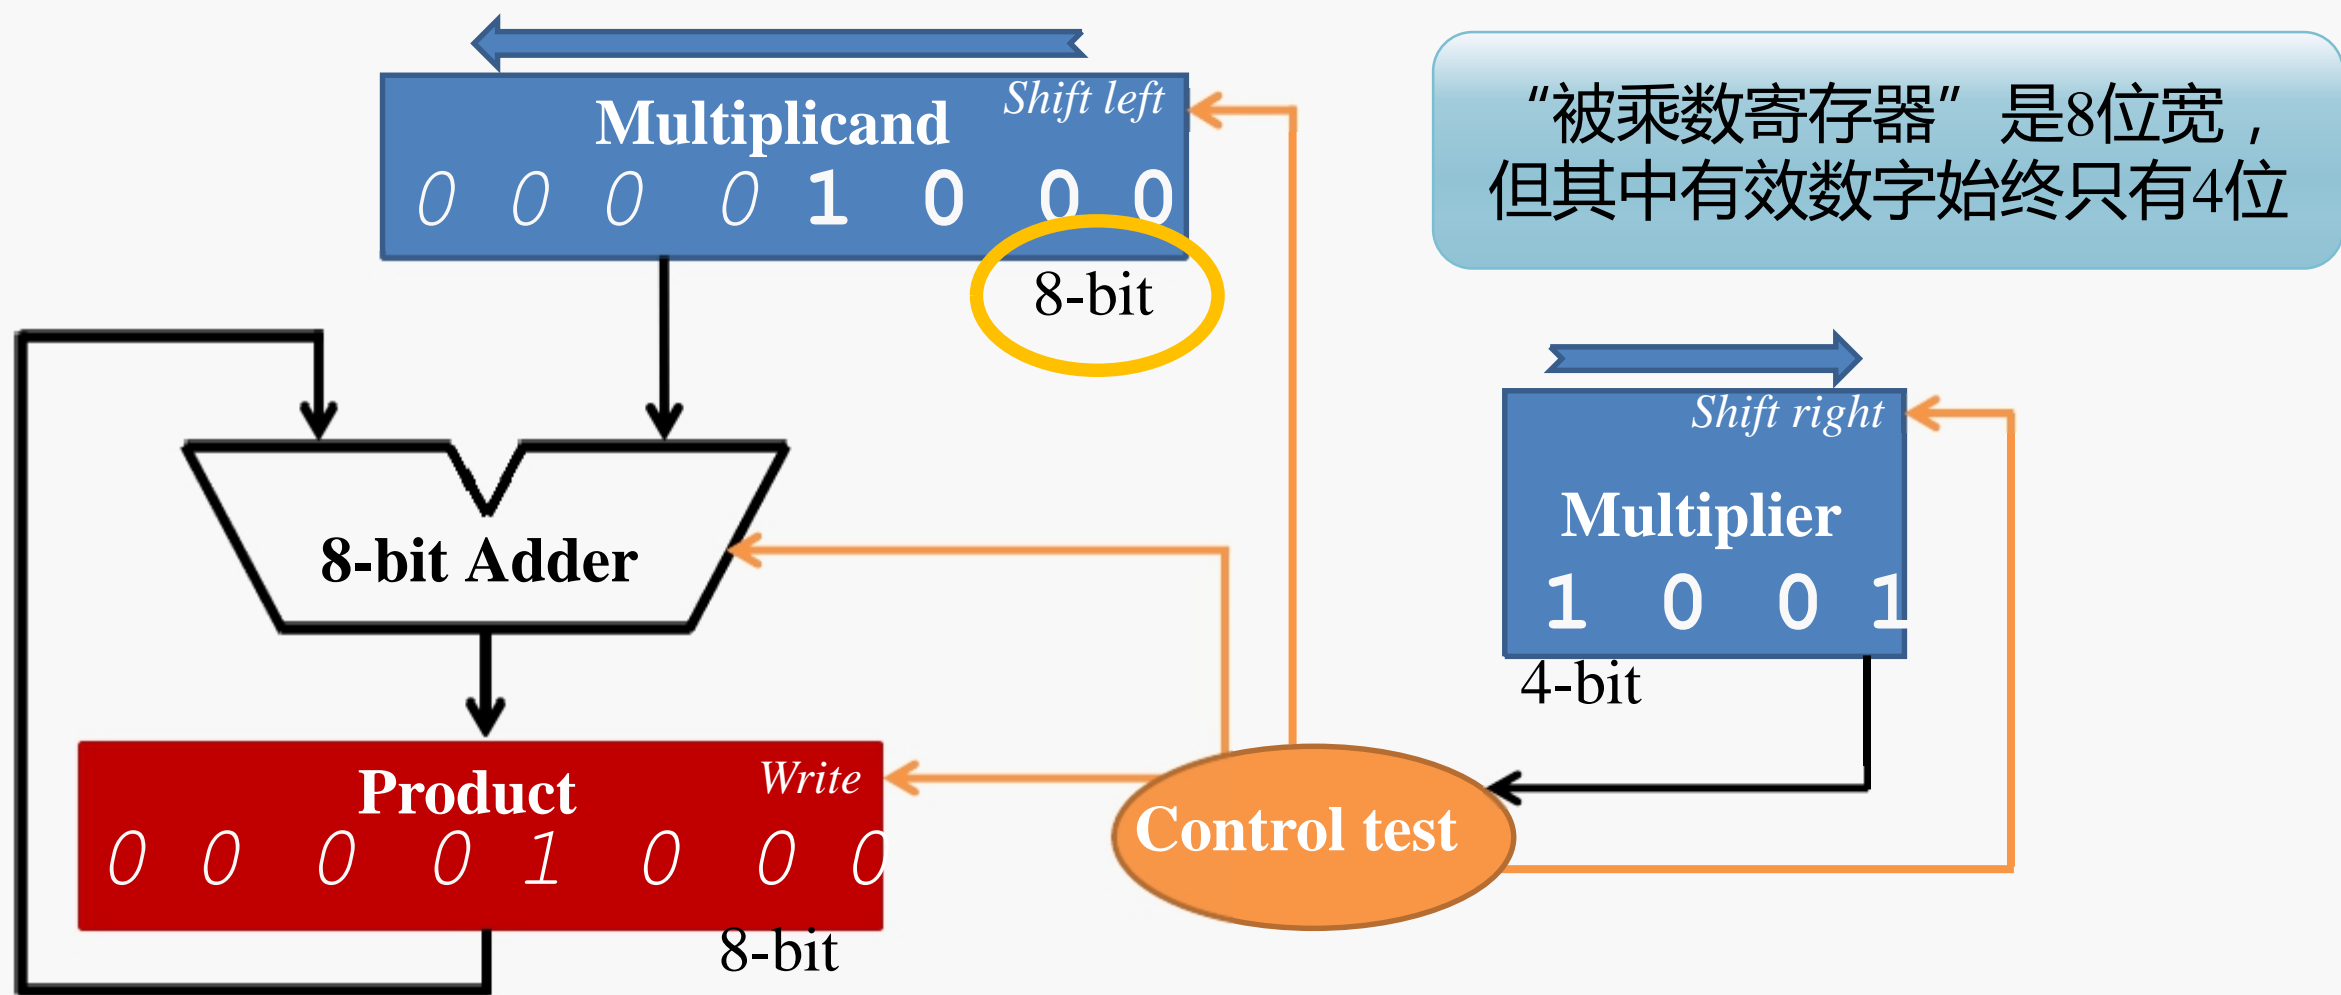 Shift left
Multiplicand
0 0 0 0 1 0 0 0
8-bit
“被乘数寄存器”是8位宽，
但其中有效数字始终只有4位
Shift right
Multiplier
1 0 0 1
4-bit
8-bit Adder
Write
Product
0 0 0 0 1 0 0 0
8-bit
Control test